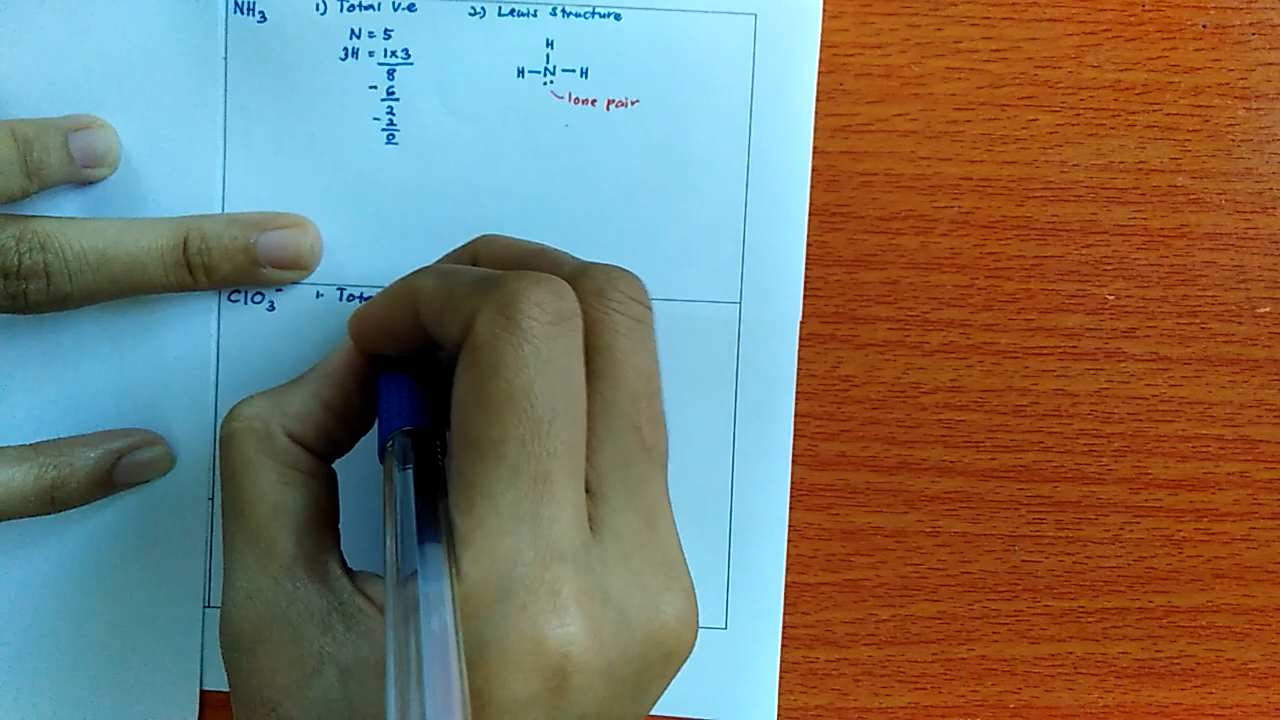 NH3 1) Total V.e 2) Lewis Structure
N = 5
3H = 1x3
8
- 6
2
- 2
0
H
H-N-H
lone pair
ClO3- 1. Tot